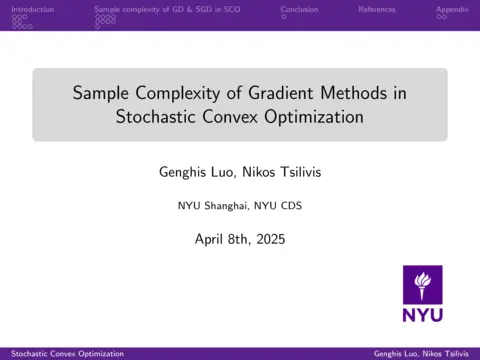 Introduction Sample complexity of GD & SGD in SCO Conclusion References Appendix
Sample Complexity of Gradient Methods in
Stochastic Convex Optimization
Genghis Luo, Nikos Tsilivis
NYU Shanghai, NYU CDS
April 8th, 2025
NYU
Stochastic Convex Optimization Genghis Luo, Nikos Tsilivis